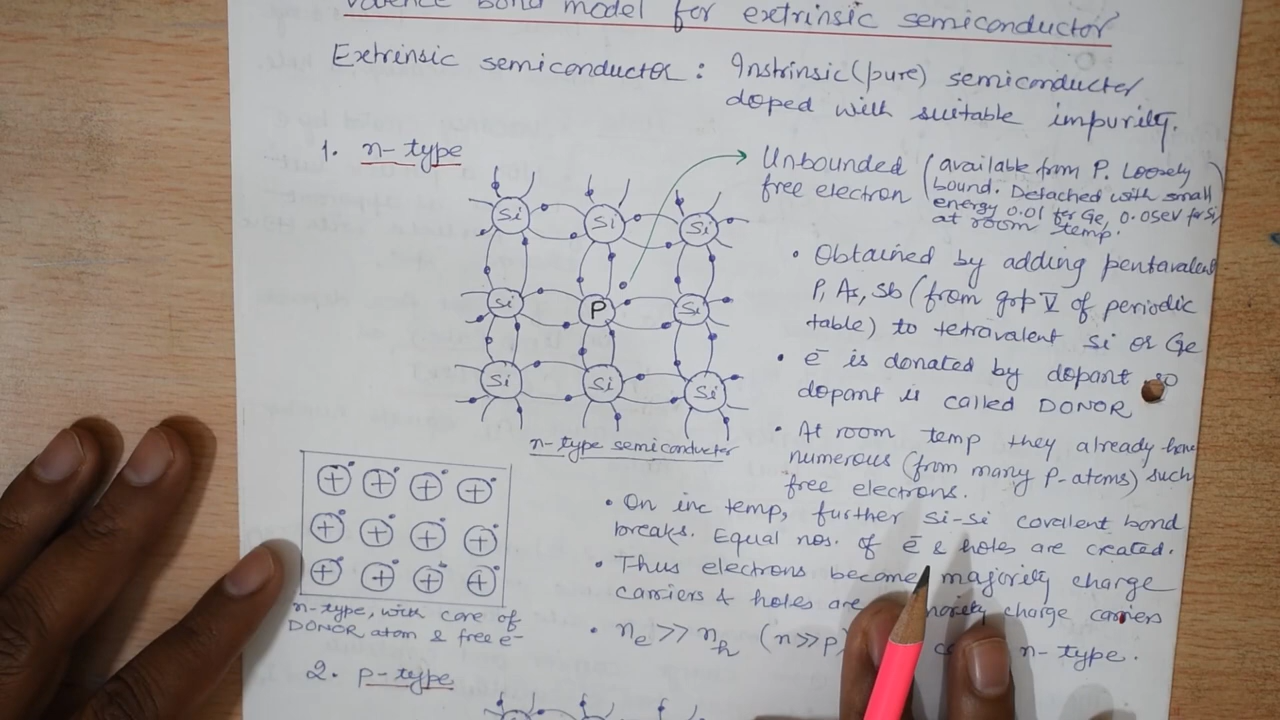 Valence bond model for extrinsic semiconductor
Extrinsic semiconductor : Instrinsic (pure) semiconductor
doped with suitable impurity.
1. n-type
Unbounded
free electron
(available from P. Loosely
bound. Detached with small
energy 0.01 for Ge, 0.05eV for Si,
at room temp.
Si Si Si
Si P Si
Si Si Si
n-type semiconductor
• Obtained by adding pentavalent
P, As, Sb (from grp V of periodic
table) to tetravalent Si or Ge
• e̅ is donated by dopant so
dopant is called DONOR
• At room temp they already have
numerous (from many P-atoms) such
free electrons.
+ + + +
+ + + +
+ + + +
n-type, with core of
DONOR atom & free e-
• On inc temp, further Si-Si covalent bond
breaks. Equal nos. of e̅ & holes are created.
• Thus electrons become majority charge
carriers & holes are charge carriers
• ne >> nh (n>>p) n-type.
2. p-type